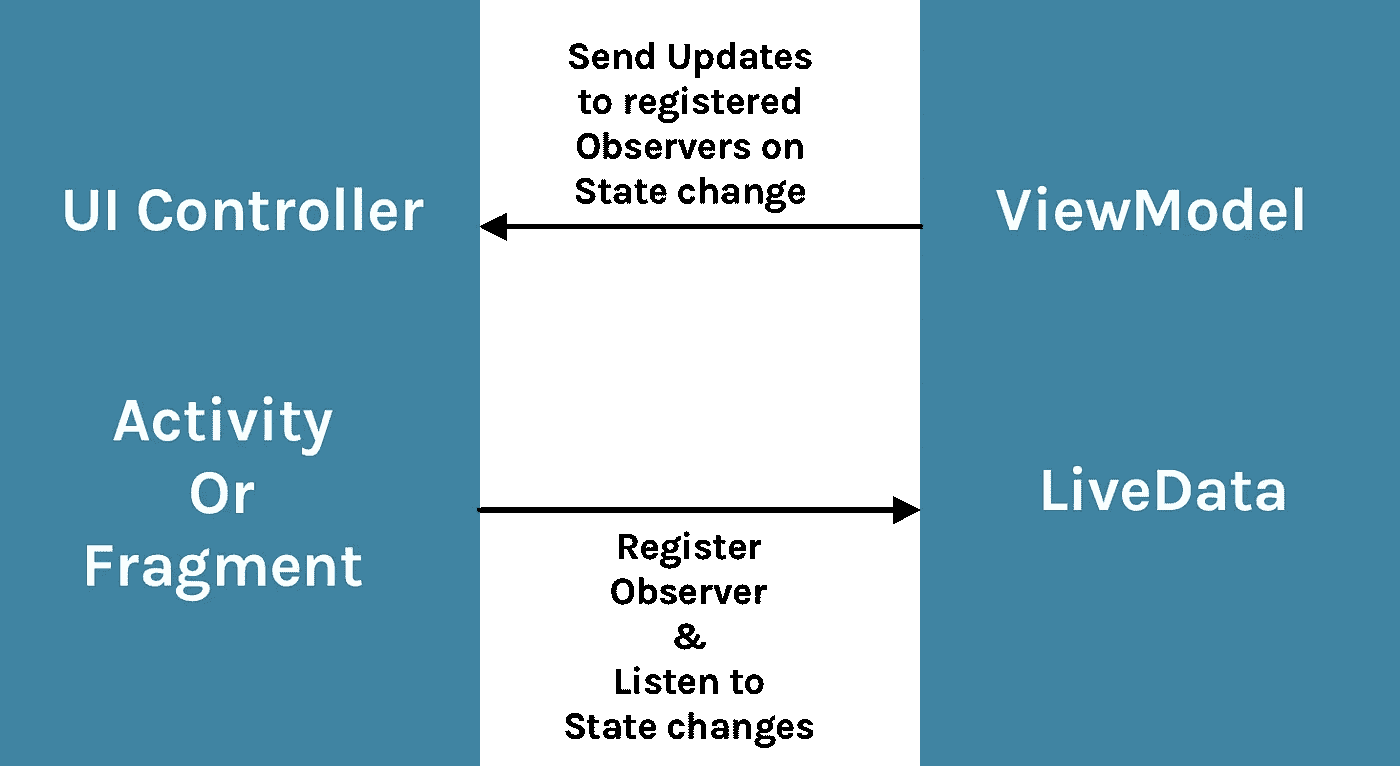 UI Controller
Activity
Or
Fragment
Send Updates
to registered
Observers on
State change
Register
Observer
&
Listen to
State changes
ViewModel
LiveData